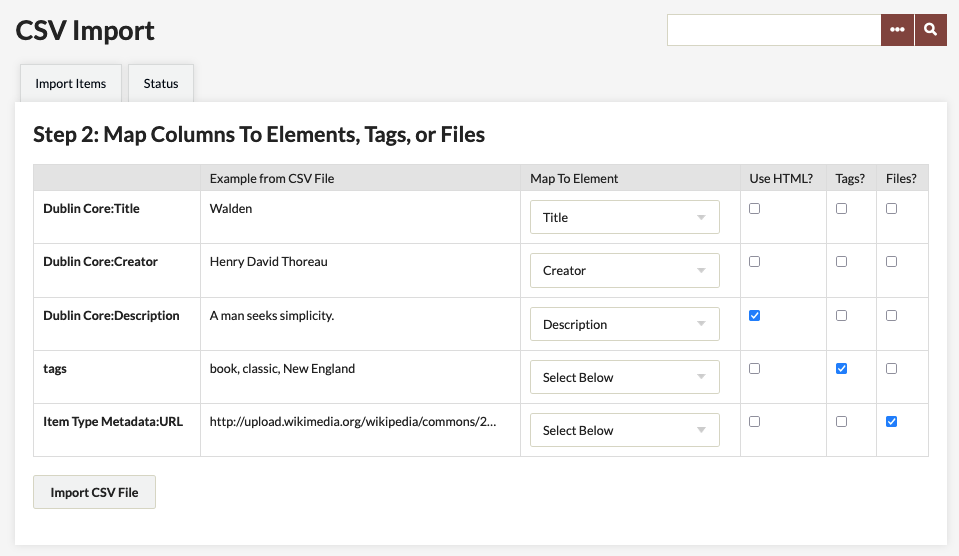 CSV Import
•••
Import Items
Status
Step 2: Map Columns To Elements, Tags, or Files
Example from CSV File Map To Element Use HTML? Tags? Files?
Dublin Core:Title Walden Title
Dublin Core:Creator Henry David Thoreau Creator
Dublin Core:Description A man seeks simplicity. Description
tags book, classic, New England Select Below
Item Type Metadata:URL http://upload.wikimedia.org/wikipedia/commons/2... Select Below
Import CSV File